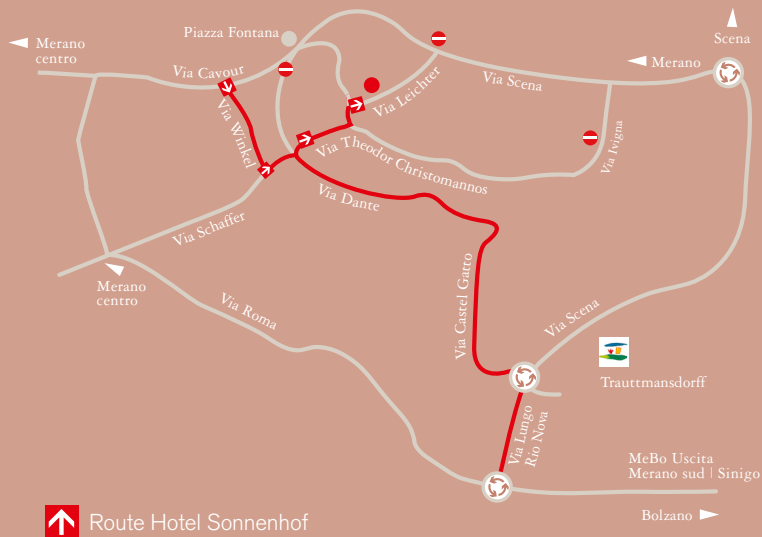 Piazza Fontana
Merano
centro
Scena
Via Cavour
Merano
Via Scena
Via Leichter
Via Winkel
Via Theodor Christomannos
Via Ivigna
Via Dante
Via Schaffer
Via Castel Gatto
Merano
centro
Via Roma
Via Scena
Trauttmansdorff
Via Lungo
Rio Nova
MeBo Uscita
Merano sud | Sinigo
Bolzano
Route Hotel Sonnenhof